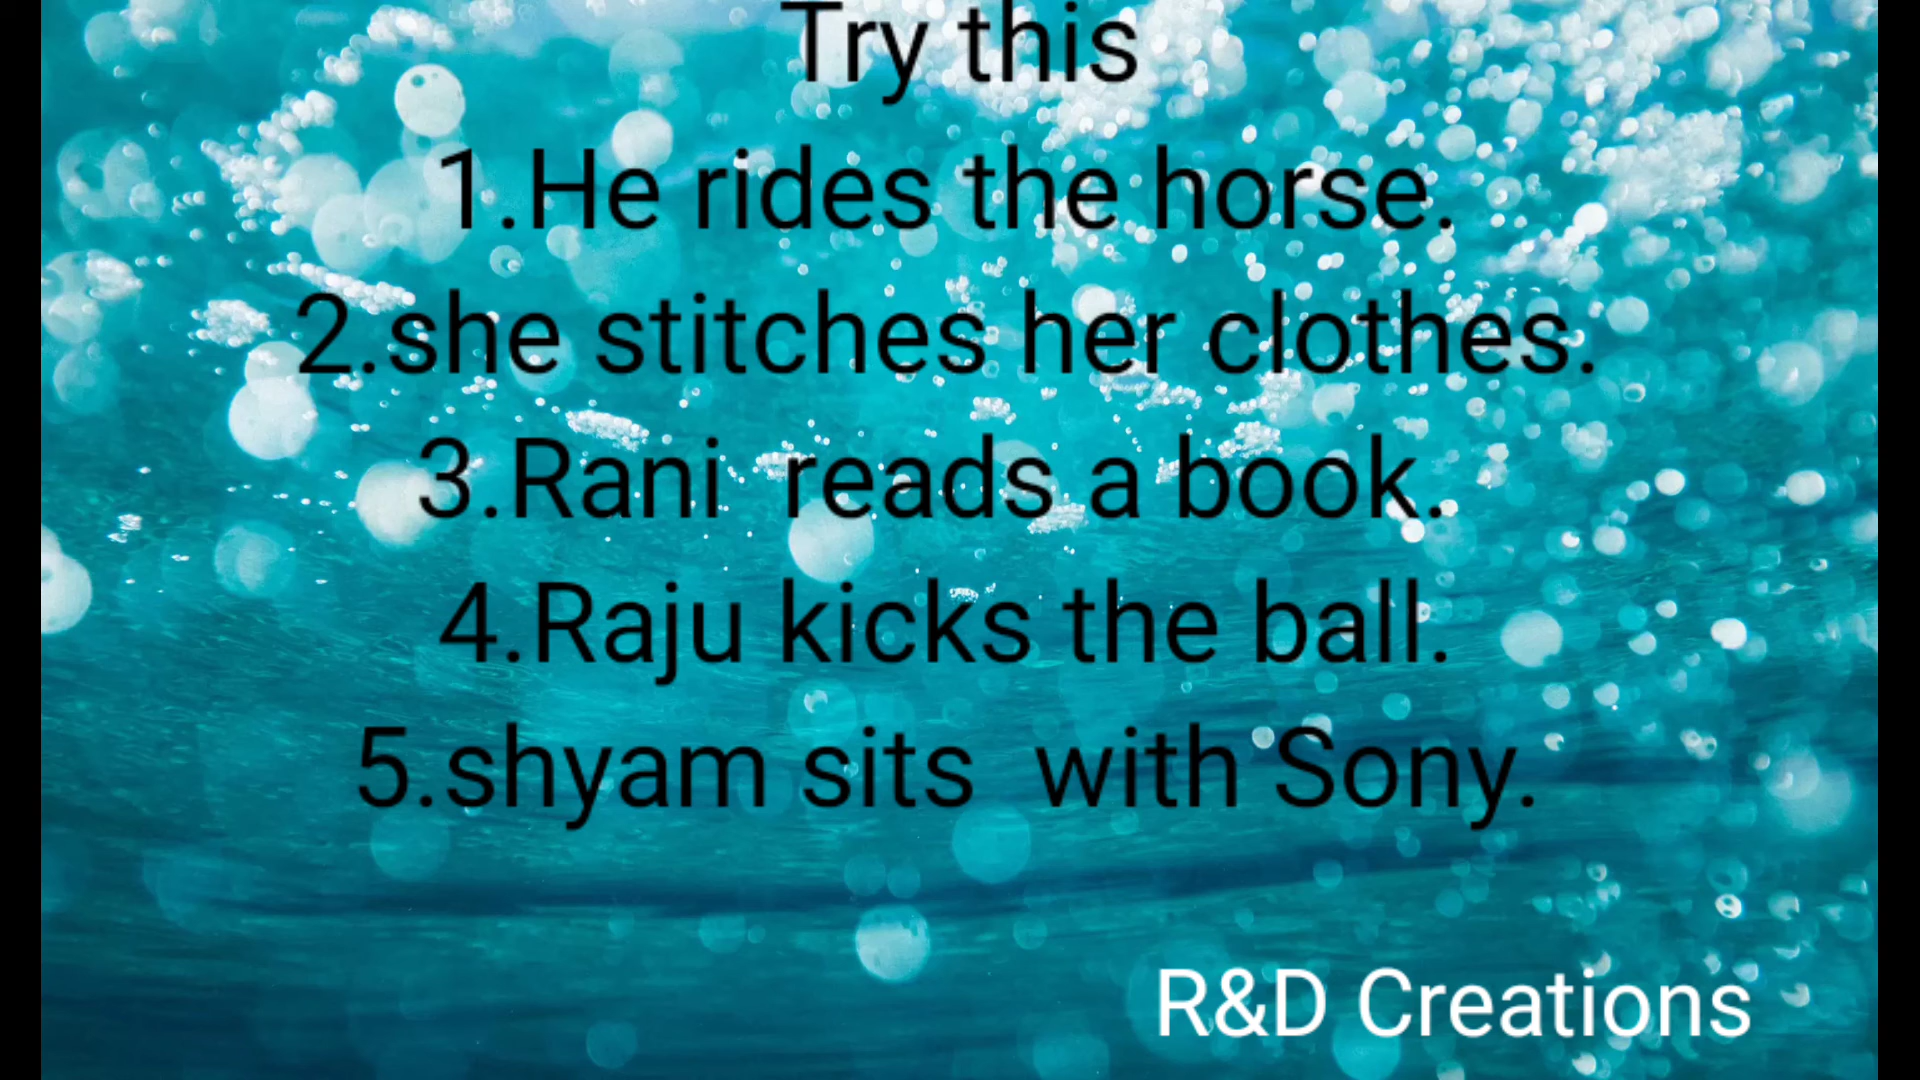 Try this
1.He rides the horse.
2.she stitches her clothes.
3.Rani  reads a book.
4.Raju kicks the ball.
5.shyam sits  with Sony.
R&D Creations